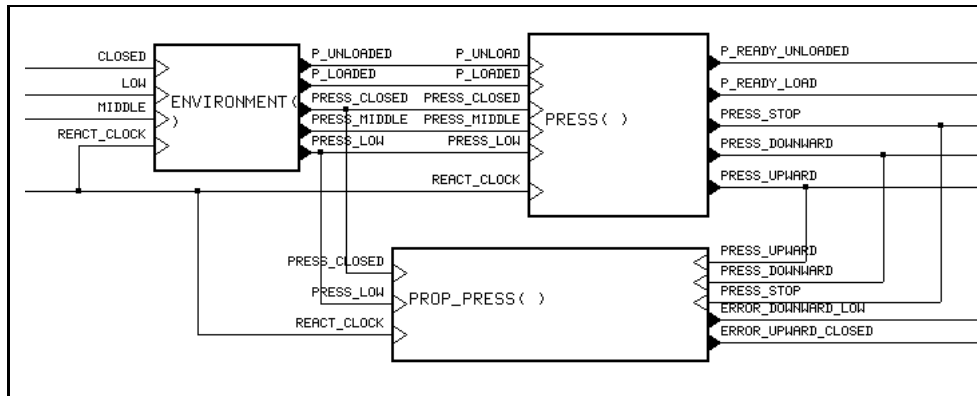 CLOSED
LOW
MIDDLE
REACT_CLOCK
ENVIRONMENT(
)
P_UNLOADED
P_LOADED
PRESS_CLOSED
PRESS_MIDDLE
PRESS_LOW
P_UNLOAD
P_LOADED
PRESS_CLOSED
PRESS_MIDDLE
PRESS_LOW
REACT_CLOCK
PRESS( )
P_READY_UNLOADED
P_READY_LOAD
PRESS_STOP
PRESS_DOWNWARD
PRESS_UPWARD
PRESS_CLOSED
PRESS_LOW
REACT_CLOCK
PROP_PRESS( )
PRESS_UPWARD
PRESS_DOWNWARD
PRESS_STOP
ERROR_DOWNWARD_LOW
ERROR_UPWARD_CLOSED